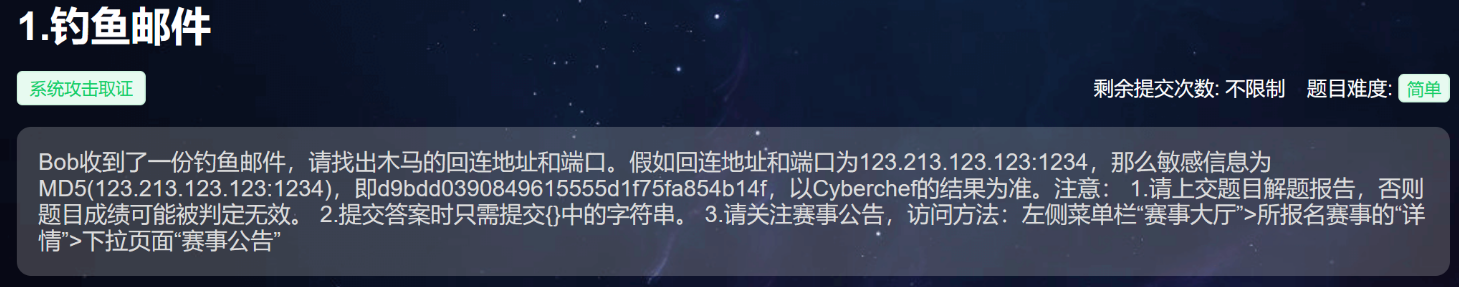 1.钓鱼邮件
系统攻击取证
剩余提交次数: 不限制 题目难度: 简单
Bob收到了一份钓鱼邮件，请找出木马的回连地址和端口。假如回连地址和端口为123.213.123.123:1234，那么敏感信息为
MD5(123.213.123.123:1234)，即d9bdd0390849615555d1f75fa854b14f，以Cyberchef的结果为准。注意： 1.请上交题目解题报告，否则
题目成绩可能被判定无效。 2.提交答案时只需提交{}中的字符串。 3.请关注赛事公告，访问方法：左侧菜单栏“赛事大厅”>所报名赛事的“详
情”>下拉页面“赛事公告”